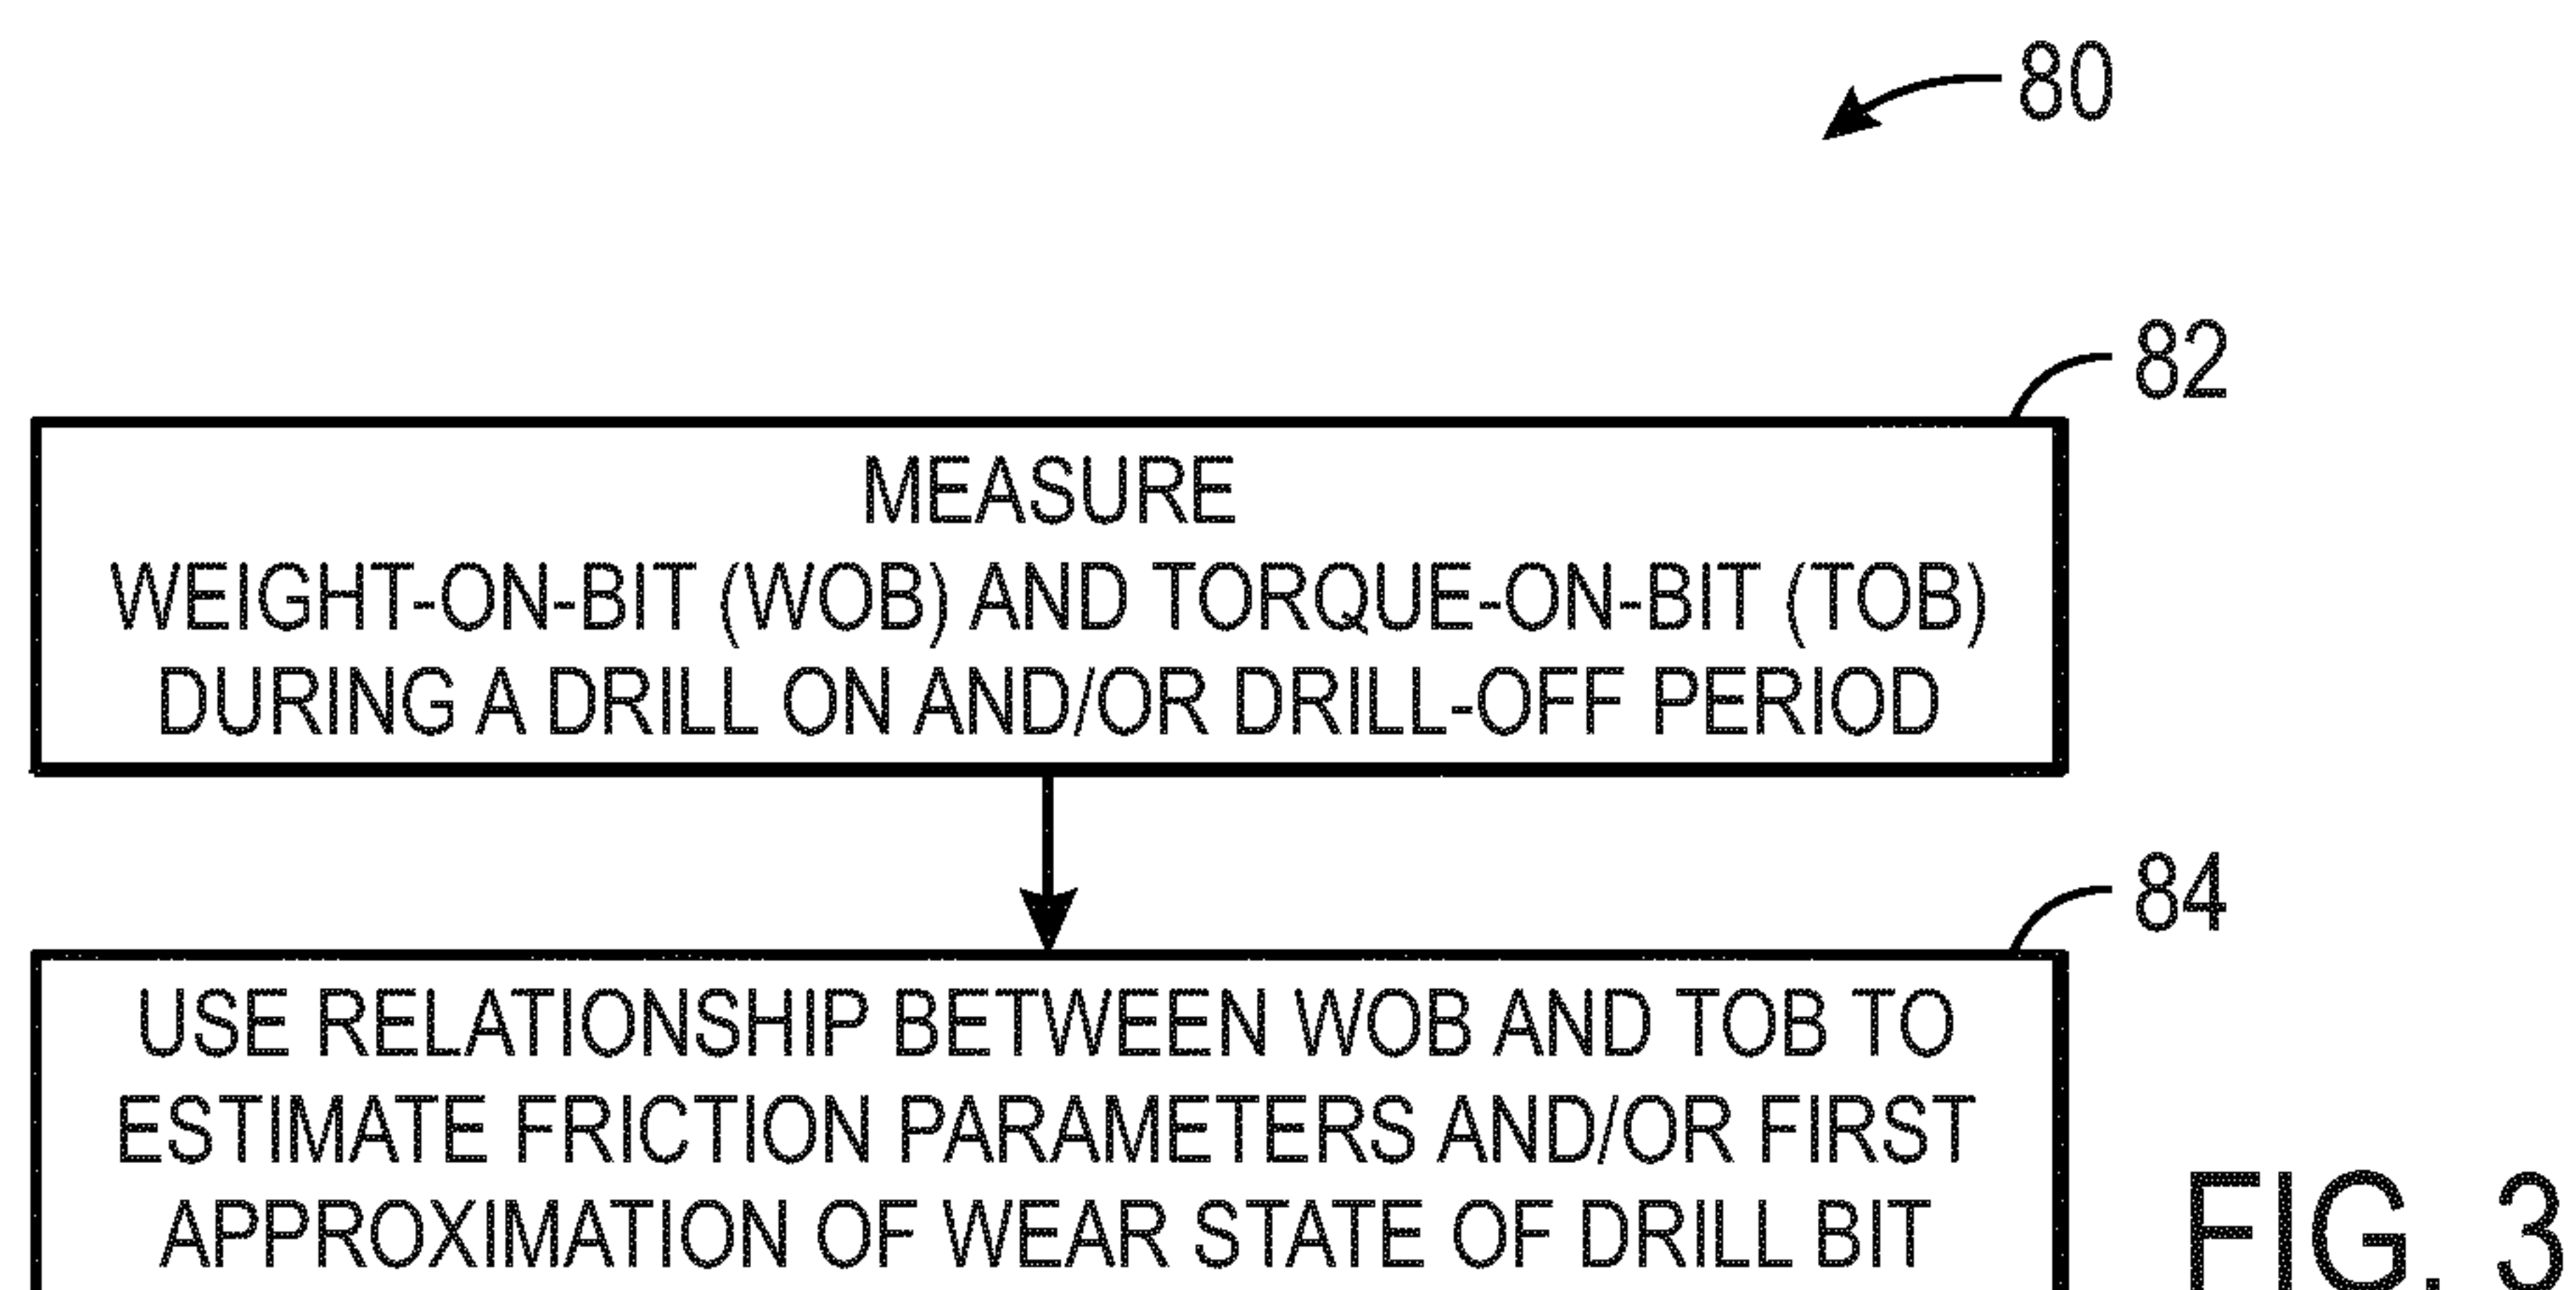 80
82
MEASURE
WEIGHT-ON-BIT (WOB) AND TORQUE-ON-BIT (TOB)
DURING A DRILL ON AND/OR DRILL-OFF PERIOD
84
USE RELATIONSHIP BETWEEN WOB AND TOB TO
ESTIMATE FRICTION PARAMETERS AND/OR FIRST
APPROXIMATION OF WEAR STATE OF DRILL BIT
FIG. 3